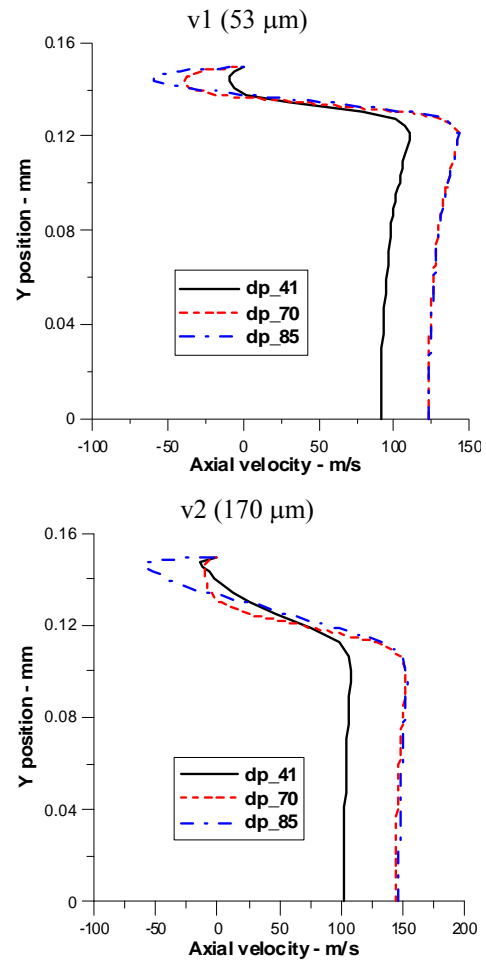 v1 (53 μm)
0.16
0.12
0.08
0.04
0
Y position - mm
dp_41
dp_70
dp_85
-100 -50 0 50 100 150
Axial velocity - m/s
v2 (170 μm)
0.16
0.12
0.08
0.04
0
Y position - mm
dp_41
dp_70
dp_85
-100 -50 0 50 100 150 200
Axial velocity - m/s